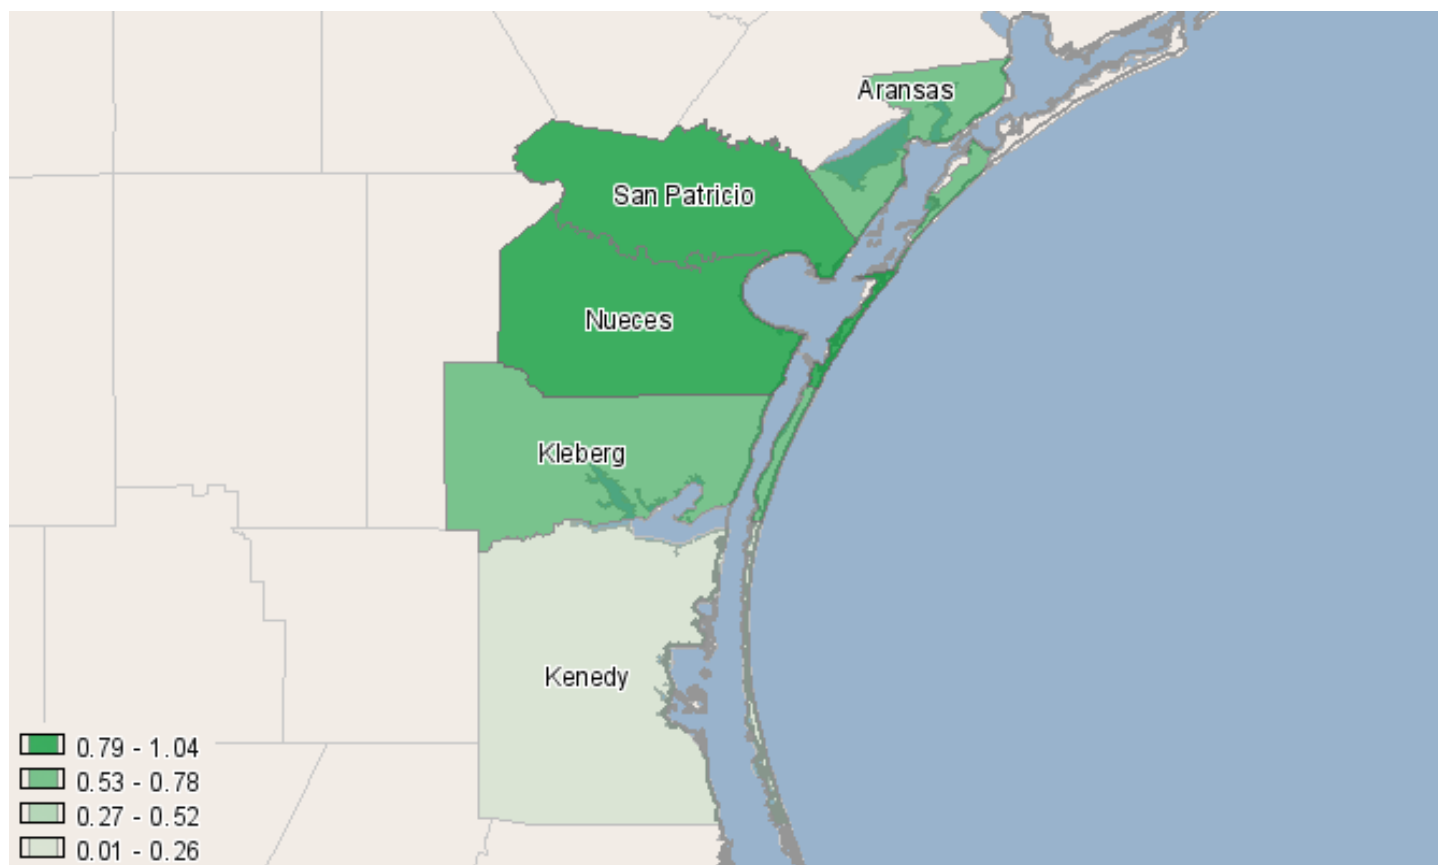 Aransas
San Patricio
Nueces
Kleberg
Kenedy
0.79 - 1.04
0.53 - 0.78
0.27 - 0.52
0.01 - 0.26